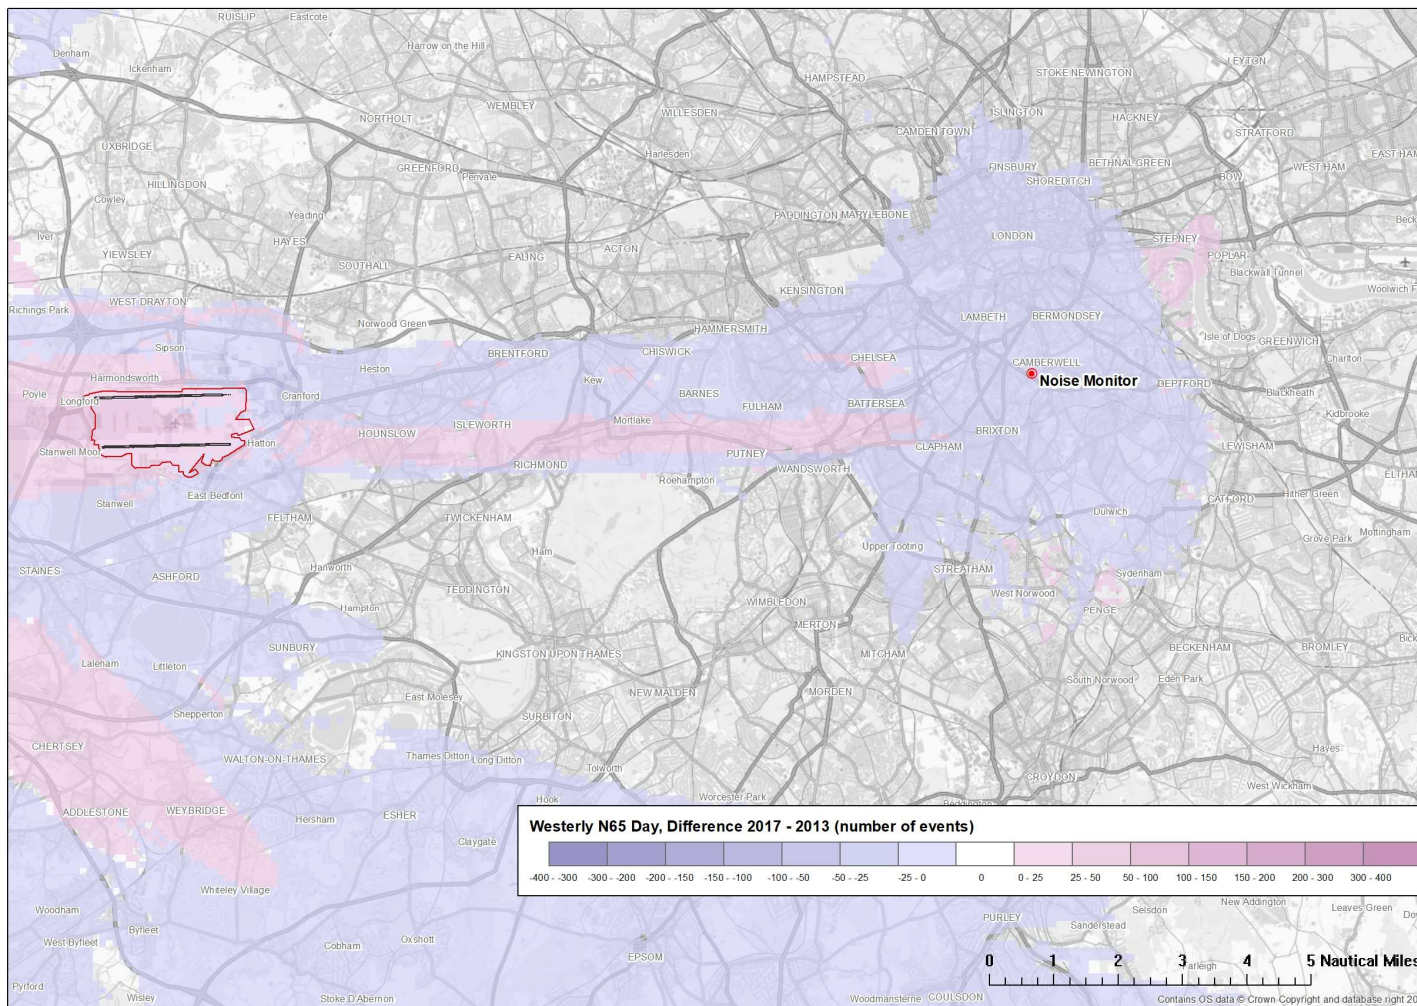 RUISLIP
Eastcote
Denham
Ickenham
Harrow on the Hill
HAMPSTEAD
STOKE NEWINGTON
LEYTON
WEMBLEY
WILLESDEN
NORTHOLT
ISLINGTON
HACKNEY
CAMDEN TOWN
STRATFORD
UXBRIDGE
Harlesden
FINSBURY
BETHNAL GREEN
WEST HAM
EAST HA
GREENFORD
Perivale
SHOREDITCH
BOW
HILLINGDON
Cowley
Yeading
PADDINGTON
MARYLEBONE
Iver
HAYES
ACTON
LONDON
STEPNEY
YIEWSLEY
EALING
POPLAR
SOUTHALL
Blackwall Tunnel
KENSINGTON
Woolwich F
WEST DRAYTON
Richings Park
Norwood Green
HAMMERSMITH
LAMBETH
BERMONDSEY
Isle of Dogs
GREENWICH
Sipson
BRENTFORD
CHISWICK
CHELSEA
CAMBERWELL
Charlton
Heston
Harmondsworth
Kew
Noise Monitor
DEPTFORD
Poyle
Longford
Cranford
BARNES
Blackheath
FULHAM
BATTERSEA
Kidbrooke
HOUNSLOW
ISLEWORTH
Mortlake
Hatton
BRIXTON
CLAPHAM
LEWISHAM
Stanwell Moor
PUTNEY
RICHMOND
WANDSWORTH
ELTH
Roehampton
Stanwell
East Bedfont
CATFORD
Hither Green
FELTHAM
TWICKENHAM
Dulwich
Mottingham
Grove Park
Ham
Upper Tooting
STAINES
ASHFORD
Hanworth
STREATHAM
Sydenham
TEDDINGTON
West Norwood
Hampton
WIMBLEDON
PENGE
MERTON
SUNBURY
KINGSTON UPON THAMES
MITCHAM
BECKENHAM
BROMLEY
Laleham
Littleton
South Norwood
Eden Park
East Molesey
NEW MALDEN
MORDEN
Shepperton
SURBITON
CHERTSEY
WALTON-ON-THAMES
Thames Ditton
Long Ditton
Hayes
Tolworth
CROYDON
West Wickham
Hook
Worcester Park
Beddington
ADDLESTONE
WEYBRIDGE
Hersham
ESHER
Claygate
Westerly N65 Day, Difference 2017 - 2013 (number of events)
-400 - -300 -300 - -200 -200 - -150 -150 - -100 -100 - -50 -50 - -25 -25 - 0 0 0 - 25 25 - 50 50 - 100 100 - 150 150 - 200 200 - 300 300 - 400
Whiteley Village
Woodham
New Addington
Leaves Green
Selsdon
PURLEY
Sanderstead
Byfleet
West Byfleet
Cobham
Oxshott
EPSOM
0 1 2 3 4 5 Nautical Miles
Farleigh
Pyrford
Wisley
Stoke D'Abernon
Woodmansterne
COULSDON
Contains OS data © Crown Copyright and database right 20